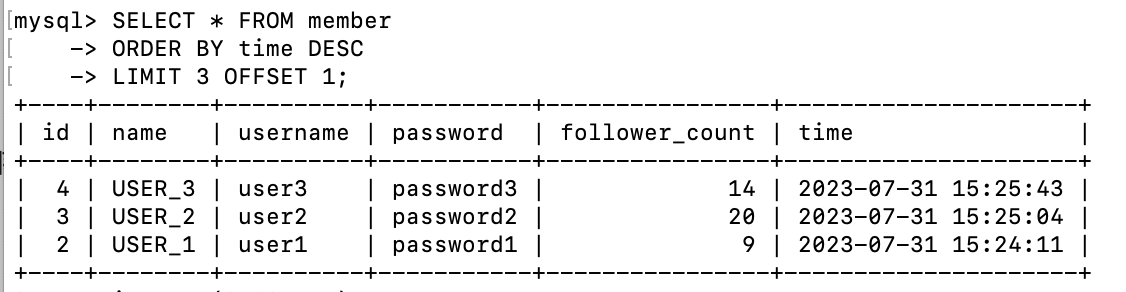 [mysql> SELECT * FROM member
[    -> ORDER BY time DESC
[    -> LIMIT 3 OFFSET 1;
+----+--------+----------+-----------+----------------+---------------------+
| id | name   | username | password  | follower_count | time                |
+----+--------+----------+-----------+----------------+---------------------+
|  4 | USER_3 | user3    | password3 |             14 | 2023-07-31 15:25:43 |
|  3 | USER_2 | user2    | password2 |             20 | 2023-07-31 15:25:04 |
|  2 | USER_1 | user1    | password1 |              9 | 2023-07-31 15:24:11 |
+----+--------+----------+-----------+----------------+---------------------+